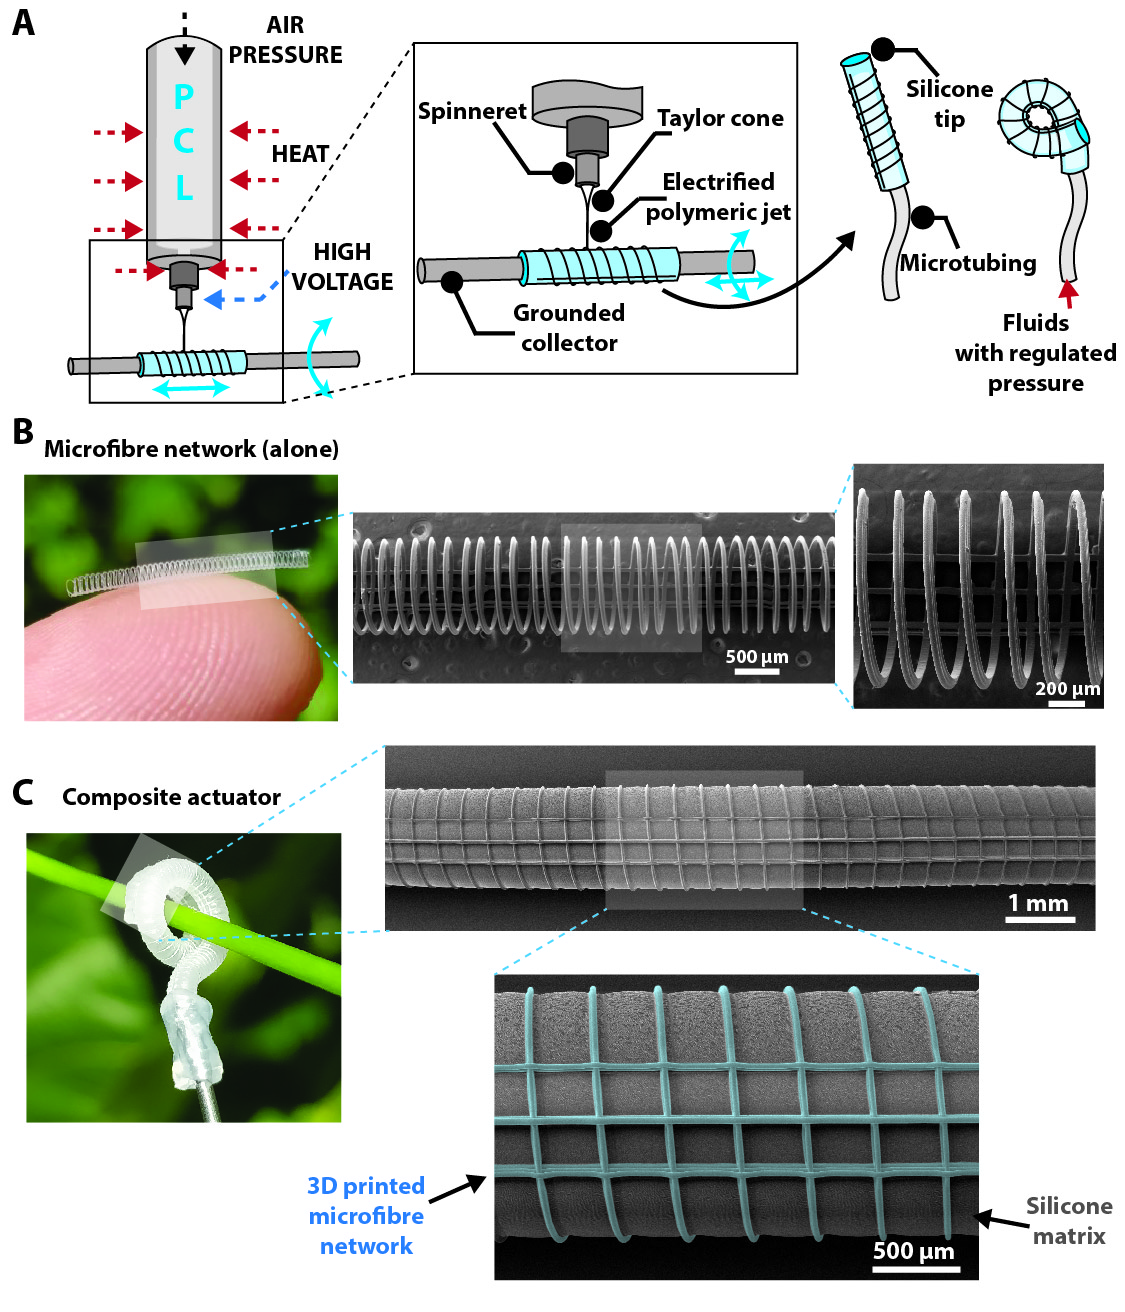 A
AIR
PRESSURE
P
C
L
HEAT
HIGH
VOLTAGE
Spinneret
Taylor cone
Electrified
polymeric jet
Grounded
collector
Silicone
tip
Microtubing
Fluids
with regulated
pressure
B
Microfibre network (alone)
500 µm
200 µm
C
Composite actuator
1 mm
3D printed
microfibre
network
500 µm
Silicone
matrix